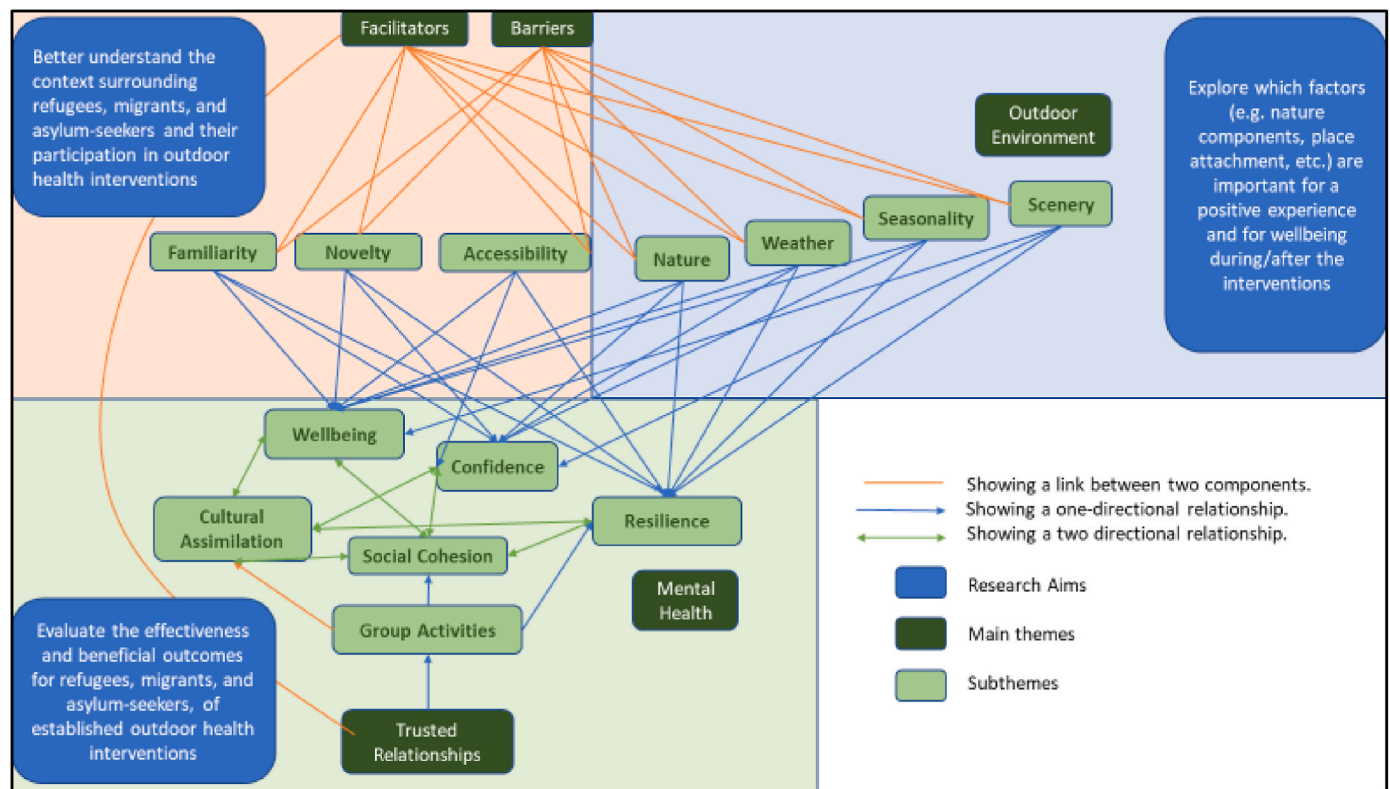 Facilitators
Barriers
Better understand the
context surrounding
refugees, migrants, and
asylum-seekers and their
participation in outdoor
health interventions
Explore which factors
(e.g. nature
components, place
attachment, etc.) are
important for a
positive experience
and for wellbeing
during/after the
interventions
Outdoor
Environment
Familiarity
Novelty
Accessibility
Nature
Weather
Seasonality
Scenery
Wellbeing
Confidence
Cultural
Assimilation
Social Cohesion
Resilience
Group Activities
Mental
Health
Trusted
Relationships
Evaluate the effectiveness
and beneficial outcomes
for refugees, migrants, and
asylum-seekers, of
established outdoor health
interventions
Showing a link between two components.
Showing a one-directional relationship.
Showing a two directional relationship.
Research Aims
Main themes
Subthemes